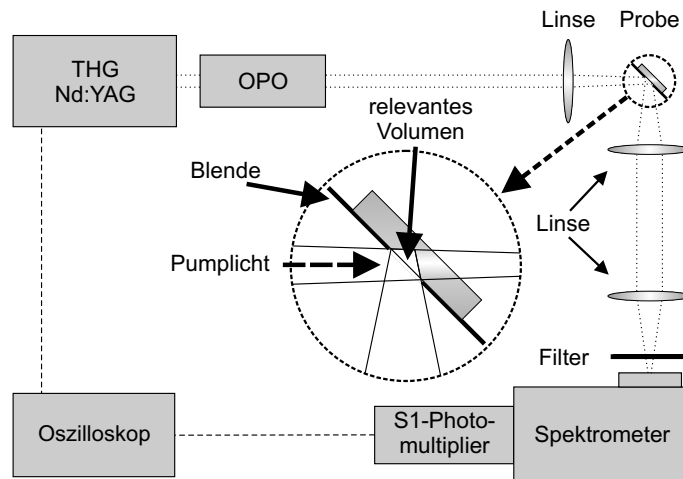 Linse
Probe
THG
Nd:YAG
OPO
relevantes
Volumen
Blende
Linse
Pumplicht
Filter
Oszilloskop
S1-Photo-
multiplier
Spektrometer